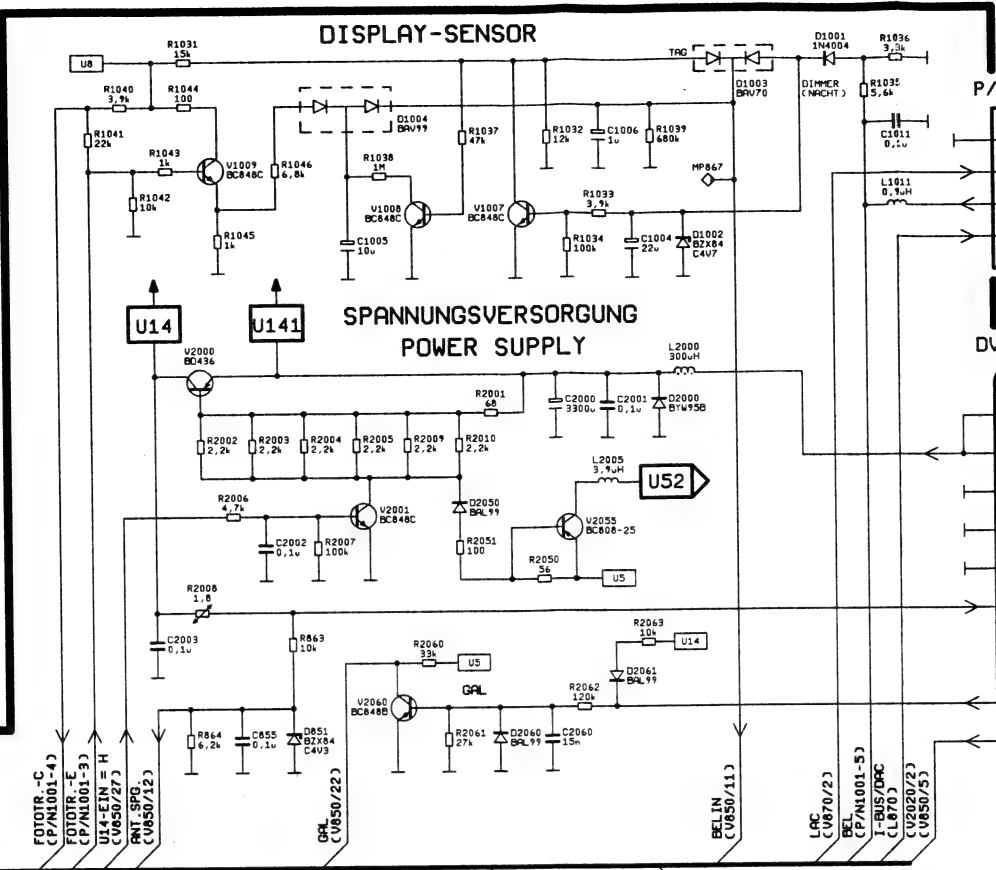 DISPLAY-SENSOR
U8
R1031
15k
R1040
3,9k
R1044
100
R1041
22k
R1043
1k
V1009
BC848C
R1042
10k
R1045
1k
R1046
6,8k
D1004
BAV99
R1038
1M
V1008
BC848C
C1005
10u
R1037
47k
V1007
BC848C
R1032
12k
C1006
1u
R1039
680k
R1033
3,9k
R1034
100k
C1004
22u
D1002
BZX84
C4V7
MP867
TAG
D1003
BAV70
D1001
1N4004
DIMMER
(NACHT)
R1036
R1035
5,6k
C1011
0,1u
L1011
0,9uH
P/
DV
U14
U141
SPANNUNGSVERSORGUNG
POWER SUPPLY
V2000
BD436
R2001
68
L2000
300uH
C2000
3300u
C2001
0,1u
D2000
BYW95B
R2002
2,2k
R2003
2,2k
R2004
2,2k
R2005
2,2k
R2009
2,2k
R2010
2,2k
L2005
3,9uH
U52
R2006
4,7k
V2001
BC848C
C2002
0,1u
R2007
100k
D2050
BAL99
R2051
100
V2055
BC808-25
R2050
56
U5
R2008
1,8
C2003
0,1u
R863
10k
R2060
33k
U5
GAL
V2060
BC848B
R2063
10k
U14
D2061
BAL99
R2062
120k
R2061
27k
D2060
BAL99
C2060
15n
R864
6,2k
C855
0,1u
D851
BZX84
C4V3
FOTOTR.-C
(P/N1001-4)
FOTOTR.-E
(P/N1001-3)
U14-EIN = H
(V850/27)
ANT.SPG.
(V850/12)
GAL
(V850/22)
BELIN
(V850/11)
LAC
(V870/2)
BEL
(P/N1001-5)
I-BUS/DAC
(L870)
(V2020/2)
(V850/5)